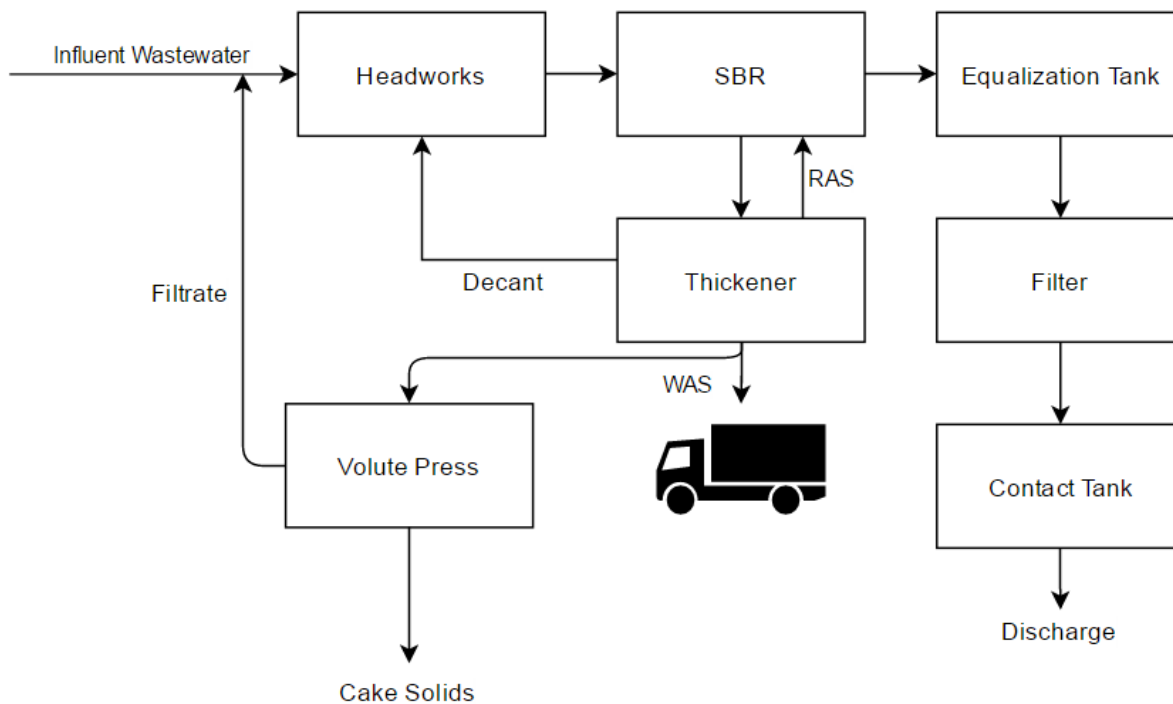 Influent Wastewater
Headworks
SBR
Equalization Tank
RAS
Filtrate
Decant
Thickener
Filter
WAS
Volute Press
Contact Tank
Discharge
Cake Solids